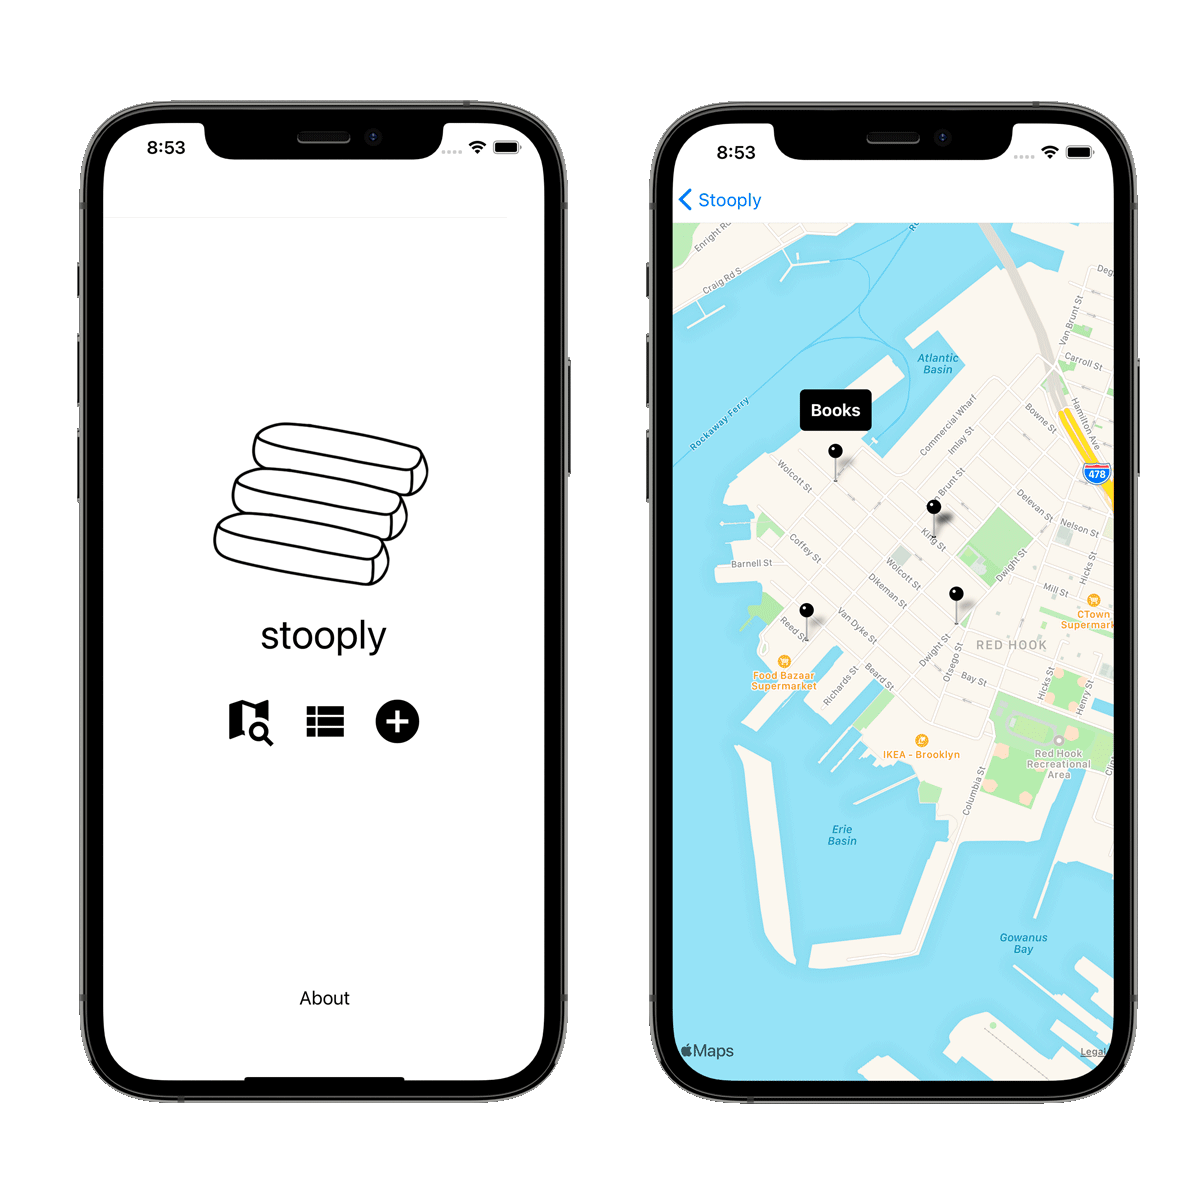 8:53
stooply
About
8:53
Stooply
Enright Rd
Craig Rd S
Deg
Van Brunt St
Atlantic
Basin
Carroll St
Rockaway Ferry
Books
Hamilton Ave
Bowne St
Commercial Wharf
Imlay St
478
Wolcott St
Brunt St
Delevan St
Nelson St
King St
Coffey St
Barnell St
Wolcott St
Dwight St
Hicks St
Dikeman St
Mill St
CTown
Supermark
Reed St
Van Dyke St
Dwight St
RED HOOK
Otsego St
Food Bazaar
Supermarket
Richards St
Beard St
Bay St
Hicks St
Henry St
IKEA - Brooklyn
Red Hook
Recreational
Area
Columbia St
Erie
Basin
Gowanus
Bay
Maps
Legal